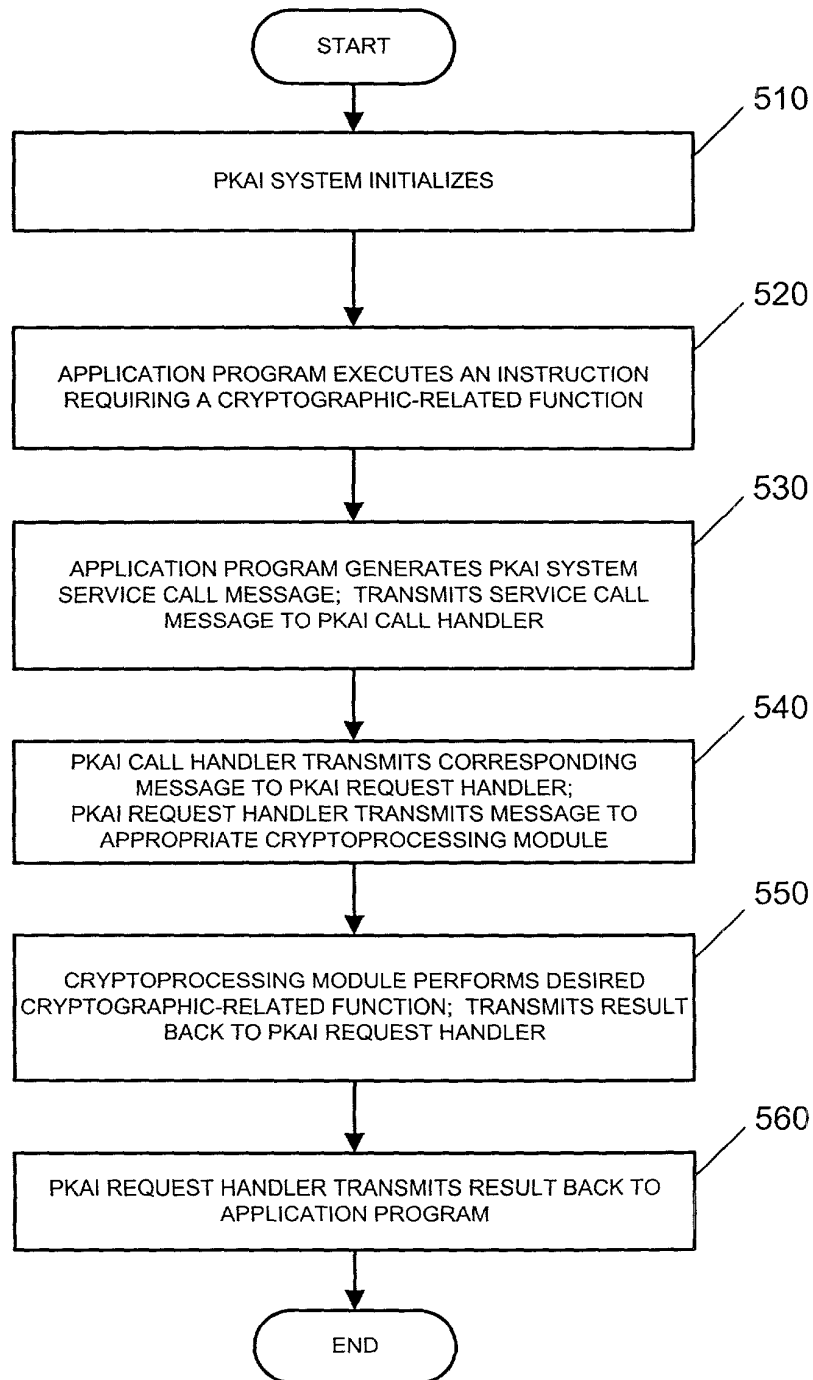 START
510
PKAI SYSTEM INITIALIZES
520
APPLICATION PROGRAM EXECUTES AN INSTRUCTION
REQUIRING A CRYPTOGRAPHIC-RELATED FUNCTION
530
APPLICATION PROGRAM GENERATES PKAI SYSTEM
SERVICE CALL MESSAGE; TRANSMITS SERVICE CALL
MESSAGE TO PKAI CALL HANDLER
540
PKAI CALL HANDLER TRANSMITS CORRESPONDING
MESSAGE TO PKAI REQUEST HANDLER;
PKAI REQUEST HANDLER TRANSMITS MESSAGE TO
APPROPRIATE CRYPTOPROCESSING MODULE
550
CRYPTOPROCESSING MODULE PERFORMS DESIRED
CRYPTOGRAPHIC-RELATED FUNCTION; TRANSMITS RESULT
BACK TO PKAI REQUEST HANDLER
560
PKAI REQUEST HANDLER TRANSMITS RESULT BACK TO
APPLICATION PROGRAM
END